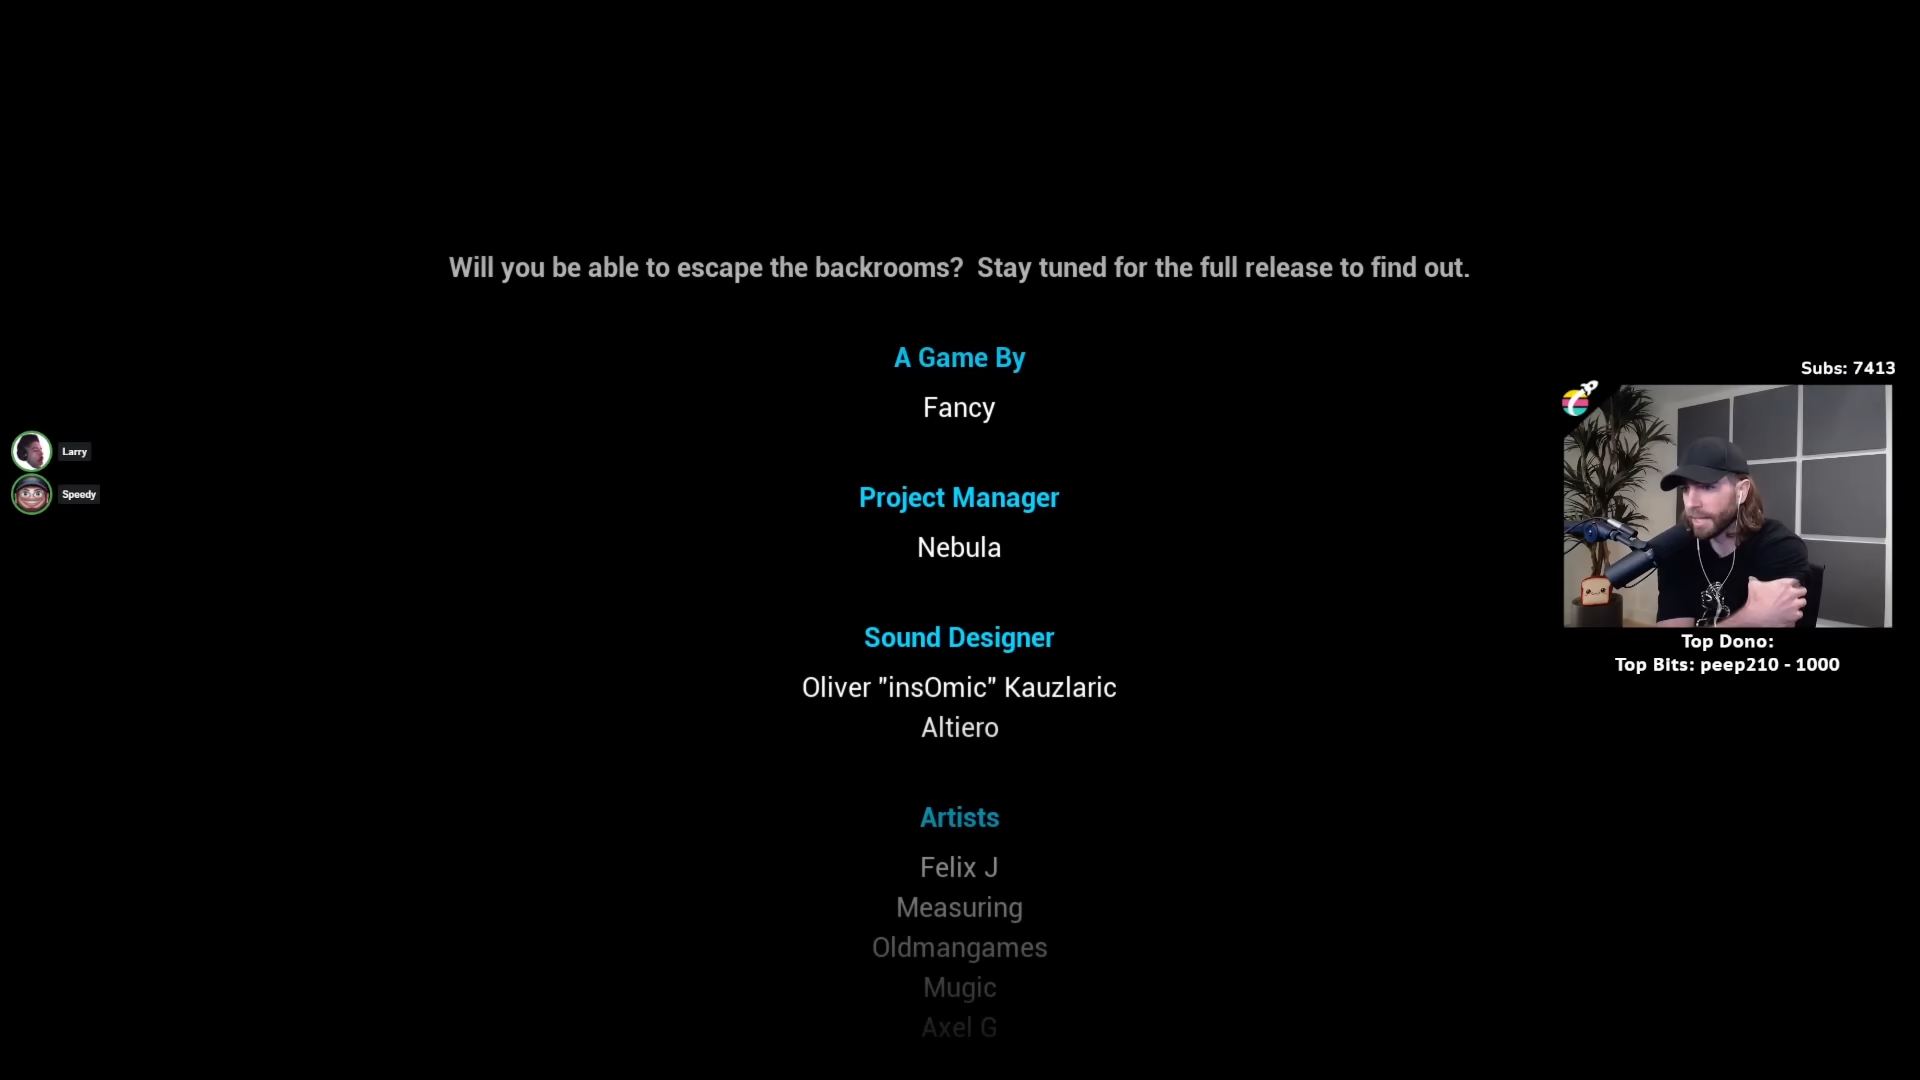 Will you be able to escape the backrooms?  Stay tuned for the full release to find out.
A Game By
Fancy
Project Manager
Nebula
Sound Designer
Oliver "insOmic" Kauzlaric
Altiero
Artists
Felix J
Measuring
Oldmangames
Mugic
Axel G
Larry
Speedy
Subs: 7413
Top Dono:
Top Bits: peep210 - 1000